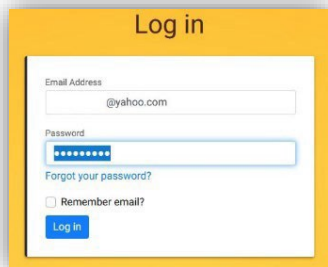 Log in
Email Address
@yahoo.com
Password
•••••••••
Forgot your password?
Remember email?
Log in